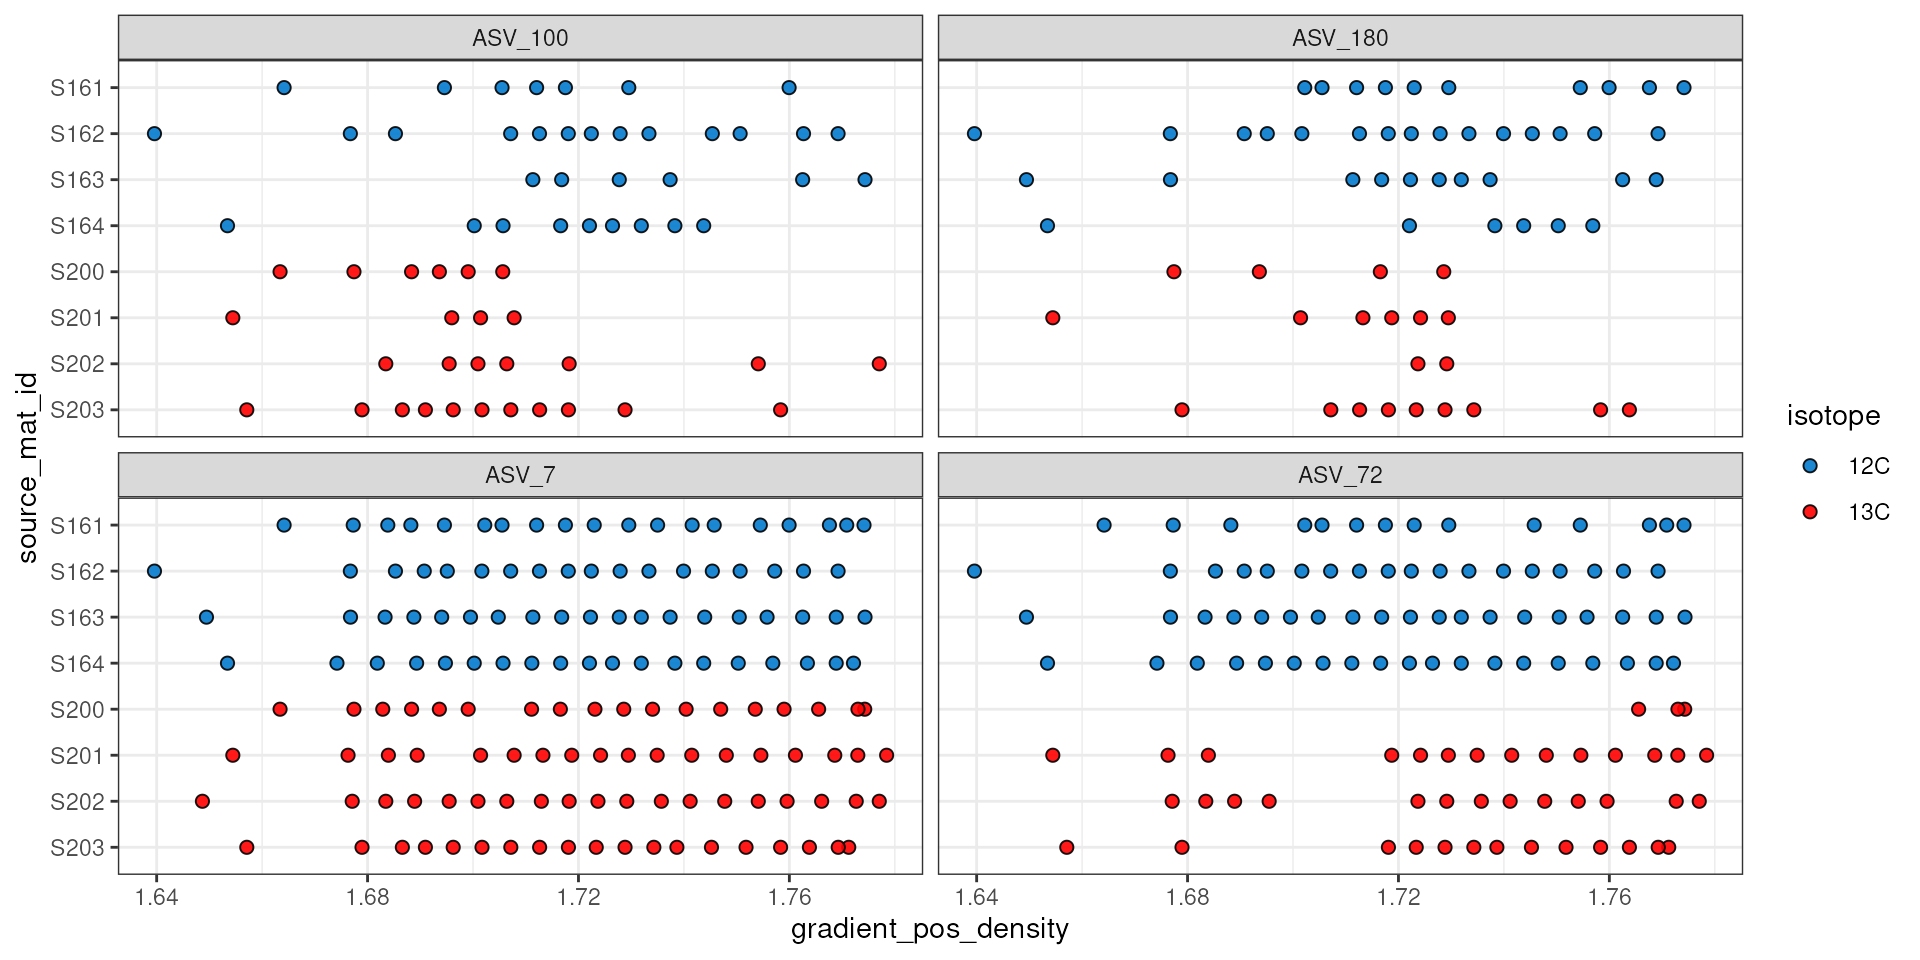 ASV_100
ASV_180
S161
S162
S163
S164
S200
S201
S202
S203
ASV_7
ASV_72
S161
S162
S163
S164
S200
S201
S202
S203
1.64
1.68
1.72
1.76
1.64
1.68
1.72
1.76
gradient_pos_density
source_mat_id
isotope
12C
13C